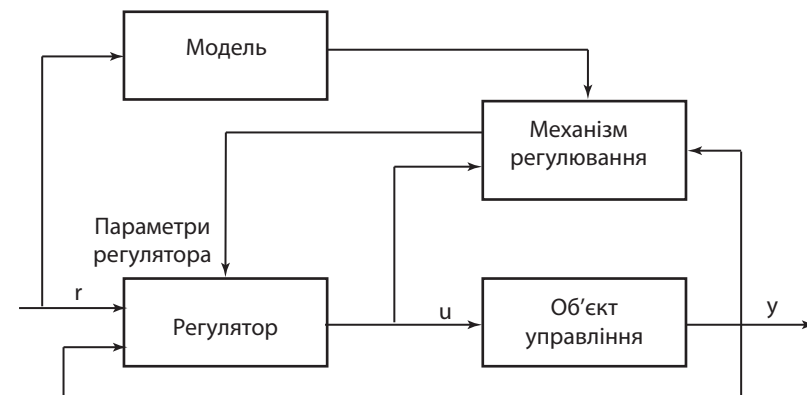 Модель
Механізм
регулювання
Параметри
регулятора
r
Регулятор
u
Об’єкт
управління
y